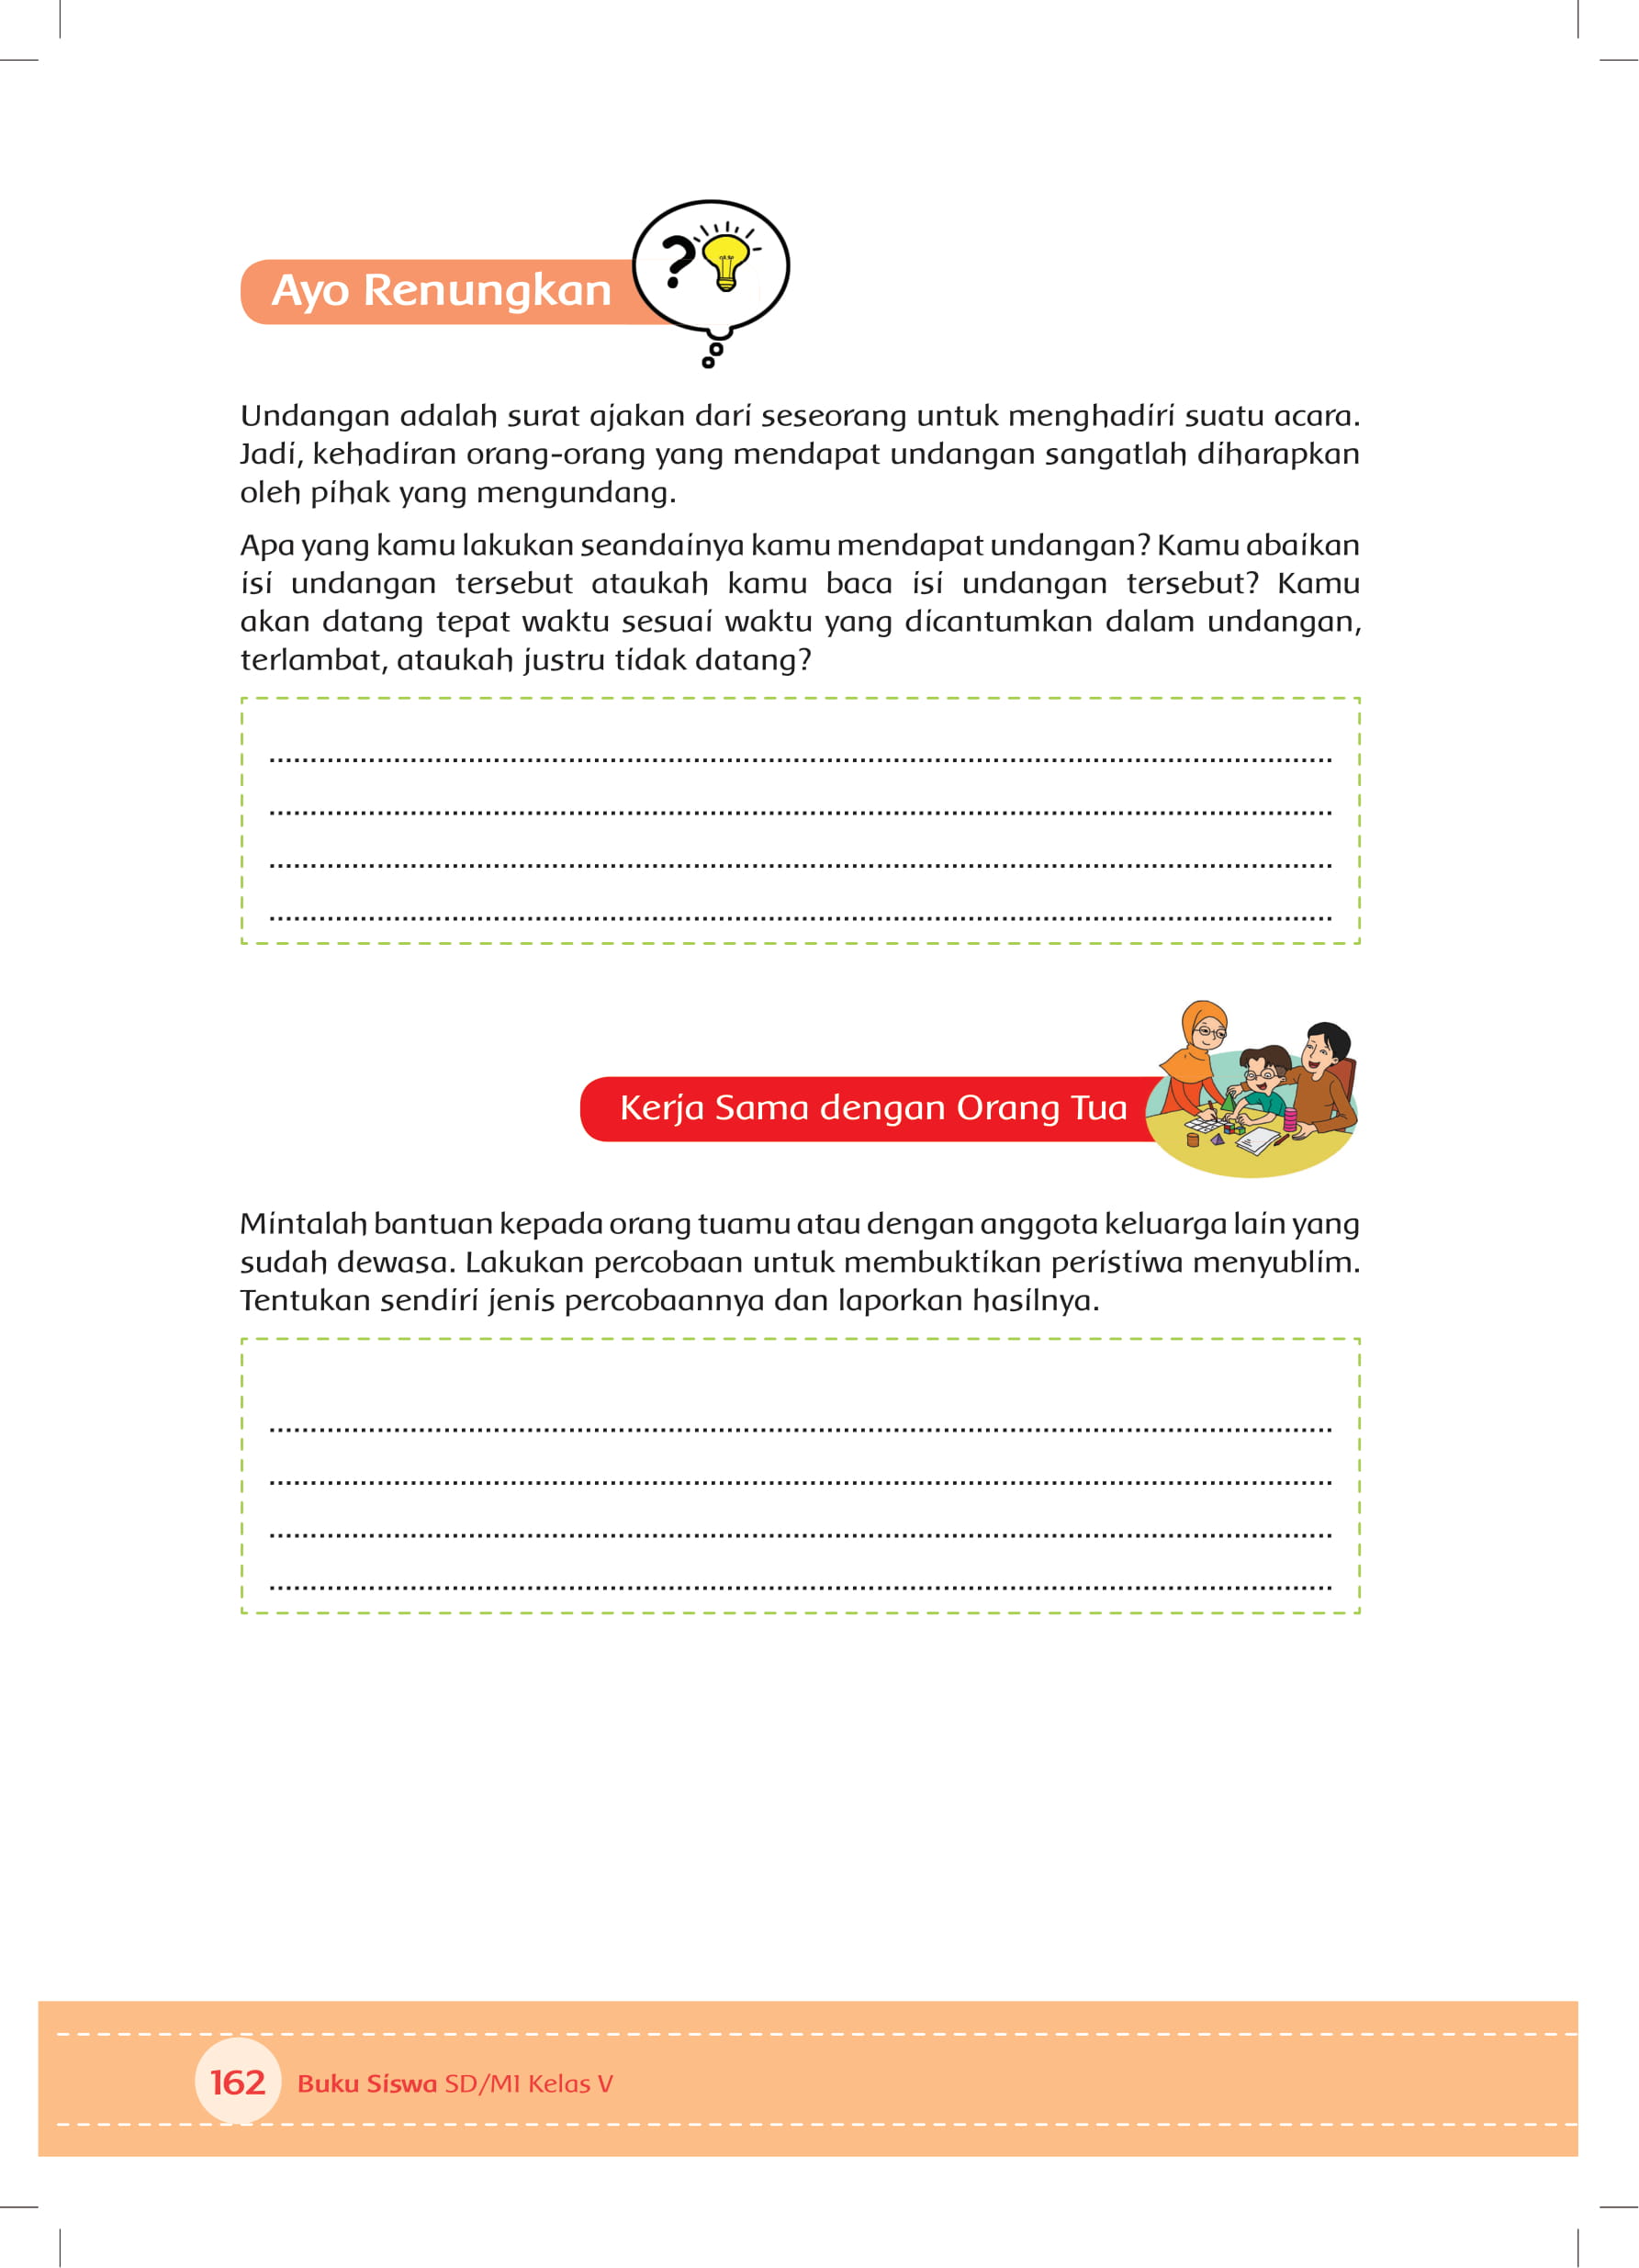 Ayo Renungkan
Undangan adalah surat ajakan dari seseorang untuk menghadiri suatu acara.
Jadi, kehadiran orang-orang yang mendapat undangan sangatlah diharapkan
oleh pihak yang mengundang.
Apa yang kamu lakukan seandainya kamu mendapat undangan? Kamu abaikan
isi undangan tersebut ataukah kamu baca isi undangan tersebut? Kamu
akan datang tepat waktu sesuai waktu yang dicantumkan dalam undangan,
terlambat, ataukah justru tidak datang?
Kerja Sama dengan Orang Tua
Mintalah bantuan kepada orang tuamu atau dengan anggota keluarga lain yang
sudah dewasa. Lakukan percobaan untuk membuktikan peristiwa menyublim.
Tentukan sendiri jenis percobaannya dan laporkan hasilnya.
162 Buku Siswa SD/MI Kelas V